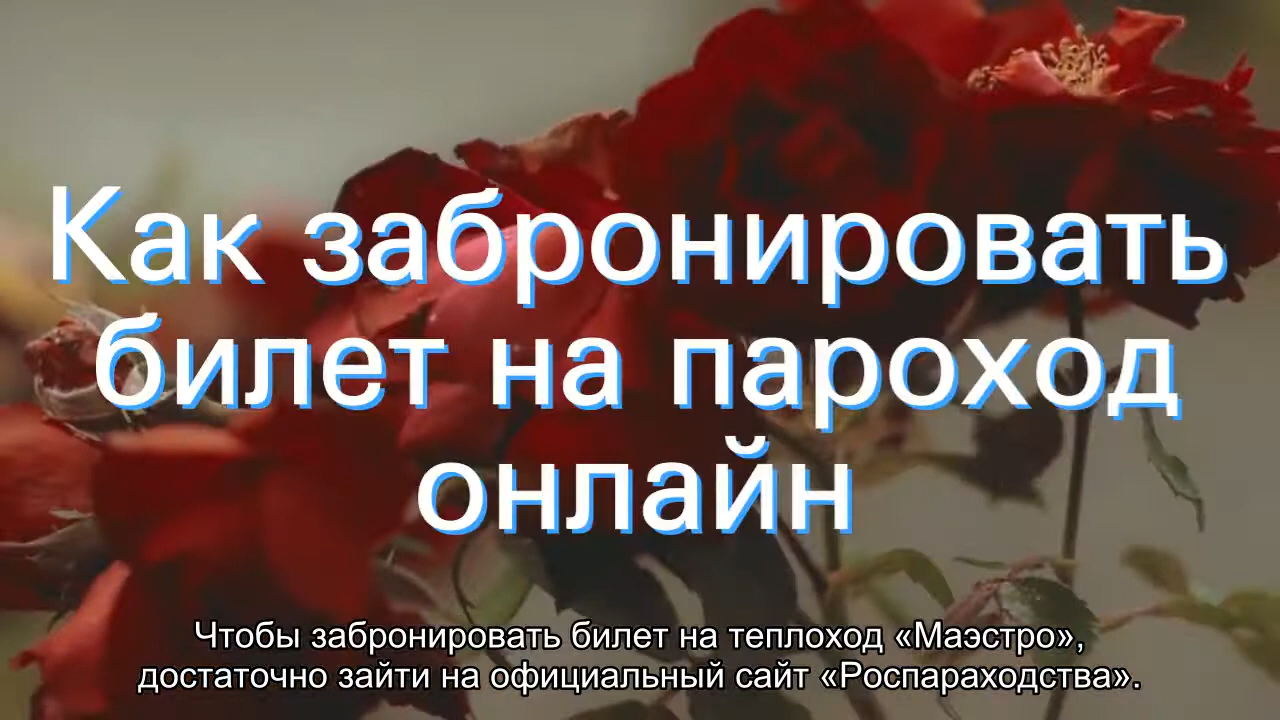 Как забронировать
билет на пароход
онлайн
Чтобы забронировать билет на теплоход «Маэстро»,
достаточно зайти на официальный сайт «Роспараходства».